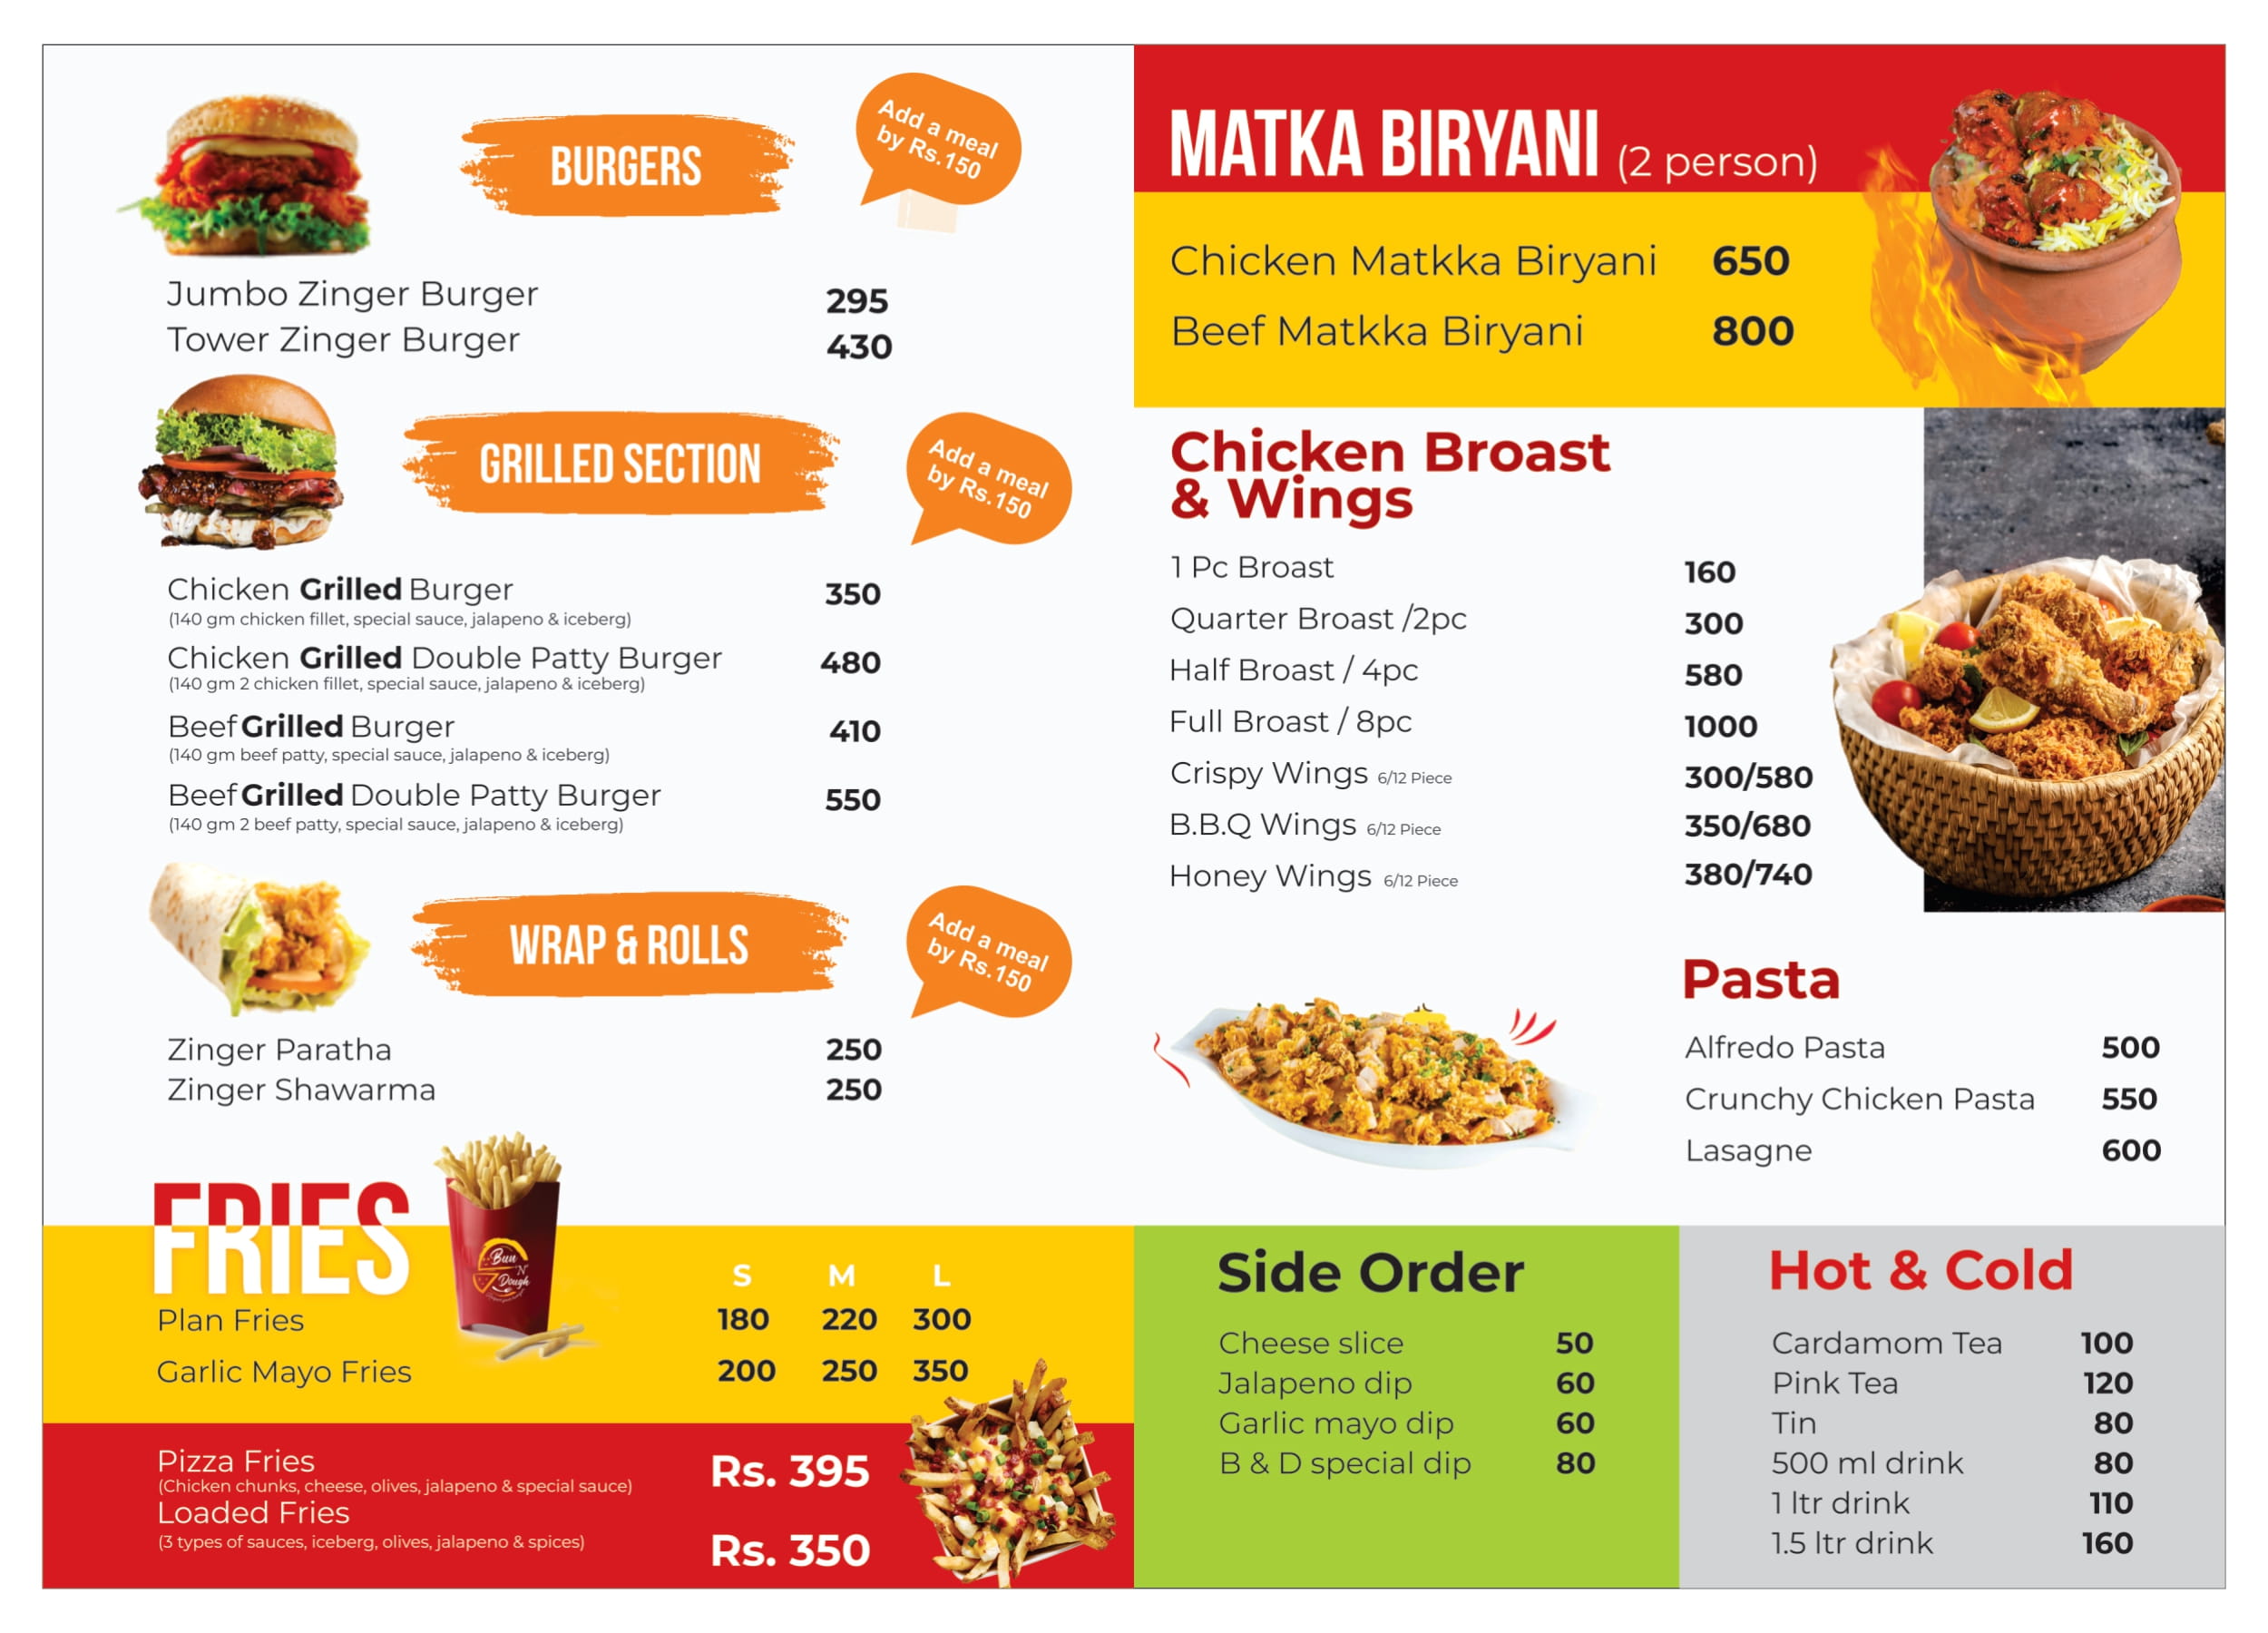 BURGERS
Add a meal
by Rs.150
Jumbo Zinger Burger 295
Tower Zinger Burger 430
GRILLED SECTION
Add a meal
by Rs.150
Chicken Grilled Burger 350
(140 gm chicken fillet, special sauce, jalapeno & iceberg)
Chicken Grilled Double Patty Burger 480
(140 gm 2 chicken fillet, special sauce, jalapeno & iceberg)
Beef Grilled Burger 410
(140 gm beef patty, special sauce, jalapeno & iceberg)
Beef Grilled Double Patty Burger 550
(140 gm 2 beef patty, special sauce, jalapeno & iceberg)
WRAP & ROLLS
Add a meal
by Rs.150
Zinger Paratha 250
Zinger Shawarma 250
FRIES
Bun
N'
Dough
S M L
Plan Fries 180 220 300
Garlic Mayo Fries 200 250 350
Pizza Fries Rs. 395
(Chicken chunks, cheese, olives, jalapeno & special sauce)
Loaded Fries Rs. 350
(3 types of sauces, iceberg, olives, jalapeno & spices)
MATKA BIRYANI (2 person)
Chicken Matkka Biryani 650
Beef Matkka Biryani 800
Chicken Broast
& Wings
1 Pc Broast 160
Quarter Broast /2pc 300
Half Broast / 4pc 580
Full Broast / 8pc 1000
Crispy Wings 6/12 Piece 300/580
B.B.Q Wings 6/12 Piece 350/680
Honey Wings 6/12 Piece 380/740
Pasta
Alfredo Pasta 500
Crunchy Chicken Pasta 550
Lasagne 600
Side Order
Cheese slice 50
Jalapeno dip 60
Garlic mayo dip 60
B & D special dip 80
Hot & Cold
Cardamom Tea 100
Pink Tea 120
Tin 80
500 ml drink 80
1 ltr drink 110
1.5 ltr drink 160